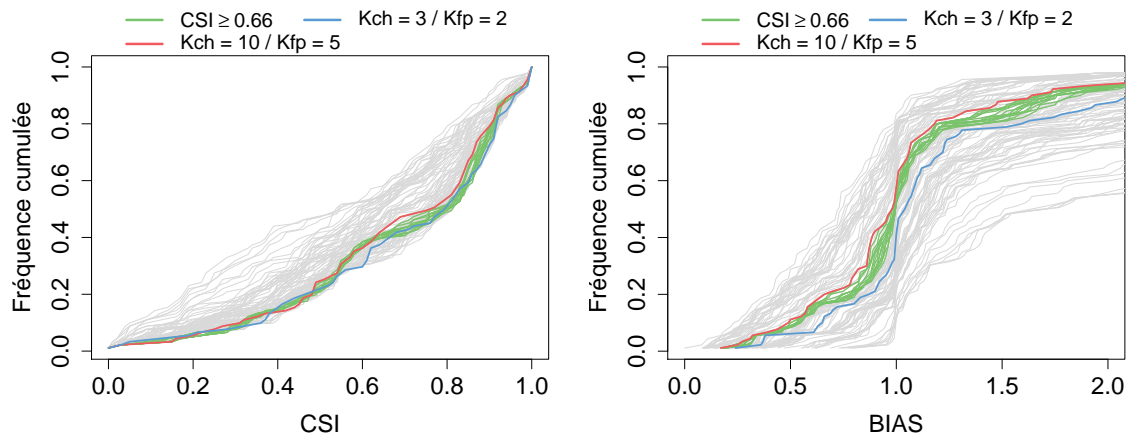 CSI ≥ 0.66 Kch = 3 / Kfp = 2
Kch = 10 / Kfp = 5
Fréquence cumulée
0.0 0.2 0.4 0.6 0.8 1.0
0.0 0.2 0.4 0.6 0.8 1.0
CSI
CSI ≥ 0.66 Kch = 3 / Kfp = 2
Kch = 10 / Kfp = 5
Fréquence cumulée
0.0 0.2 0.4 0.6 0.8 1.0
0.0 0.5 1.0 1.5 2.0
BIAS